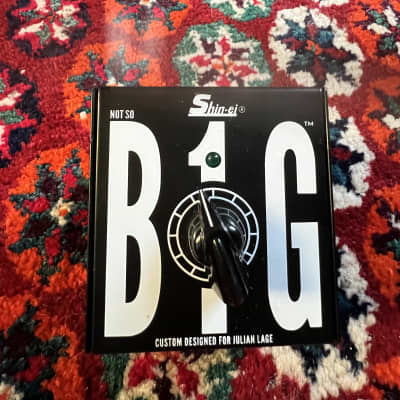 Shin-ei®
NOT SO
B1G™
CUSTOM DESIGNED FOR JULIAN LAGE